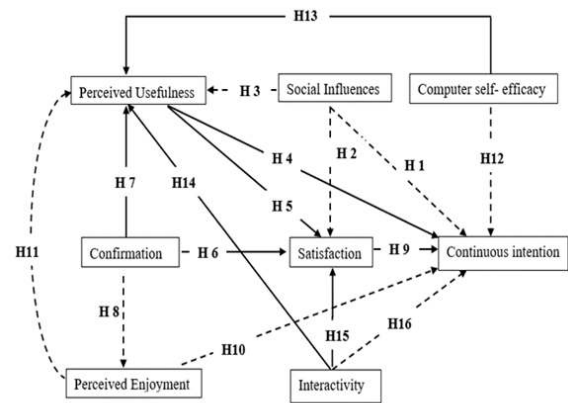 H13
Perceived Usefulness
H 3
Social Influences
Computer self- efficacy
H 2
H 4
H 1
H12
H 7
H14
H 5
H11
Confirmation
H 6
Satisfaction
H 9
Continuous intention
H 8
H10
H15
H16
Perceived Enjoyment
Interactivity